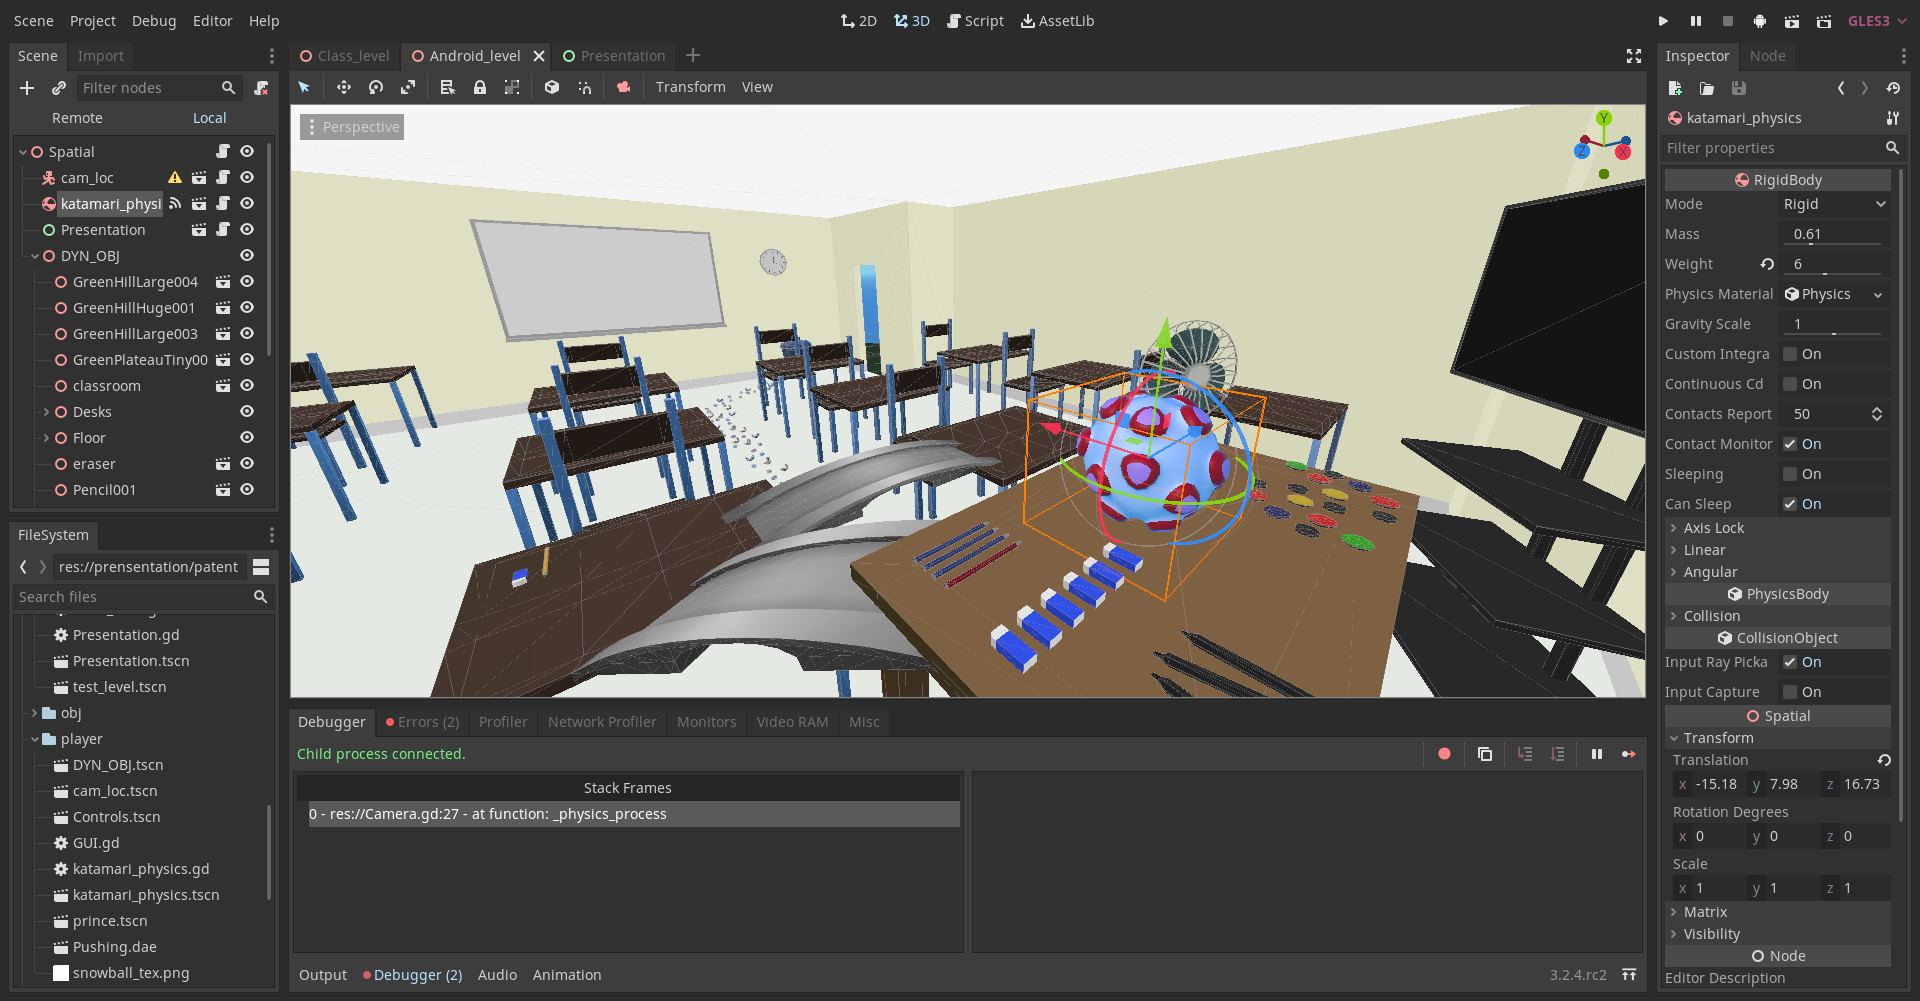 Scene Project Debug Editor Help
2D 3D Script AssetLib
GLES3
Scene Import
Filter nodes
Remote Local
Spatial
cam_loc
katamari_physi
Presentation
DYN_OBJ
GreenHillLarge004
GreenHillHuge001
GreenHillLarge003
GreenPlateauTiny00
classroom
Desks
Floor
eraser
Pencil001
FileSystem
res://prensentation/patent
Search files
Presentation.gd
Presentation.tscn
test_level.tscn
obj
player
DYN_OBJ.tscn
cam_loc.tscn
Controls.tscn
GUI.gd
katamari_physics.gd
katamari_physics.tscn
prince.tscn
Pushing.dae
snowball_tex.png
Class_level Android_level Presentation
Transform View
Perspective
Y
Z X
Debugger Errors (2) Profiler Network Profiler Monitors Video RAM Misc
Child process connected.
Stack Frames
0 - res://Camera.gd:27 - at function: _physics_process
Output Debugger (2) Audio Animation
3.2.4.rc2
Inspector Node
katamari_physics
Filter properties
RigidBody
Mode Rigid
Mass 0.61
Weight 6
Physics Material Physics
Gravity Scale 1
Custom Integra On
Continuous Cd On
Contacts Report 50
Contact Monitor On
Sleeping On
Can Sleep On
Axis Lock
Linear
Angular
PhysicsBody
Collision
CollisionObject
Input Ray Picka On
Input Capture On
Spatial
Transform
Translation
x -15.18 y 7.98 z 16.73
Rotation Degrees
x 0 y 0 z 0
Scale
x 1 y 1 z 1
Matrix
Visibility
Node
Editor Description